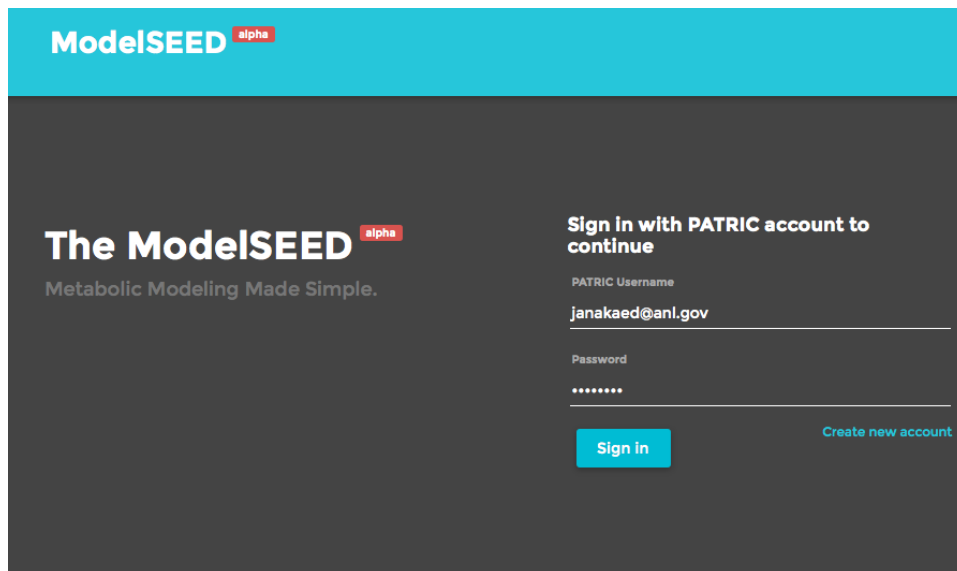 ModelSEED alpha
The ModelSEED alpha
Metabolic Modeling Made Simple.
Sign in with PATRIC account to
continue
PATRIC Username
janakaed@anl.gov
Password
••••••••
Sign in
Create new account